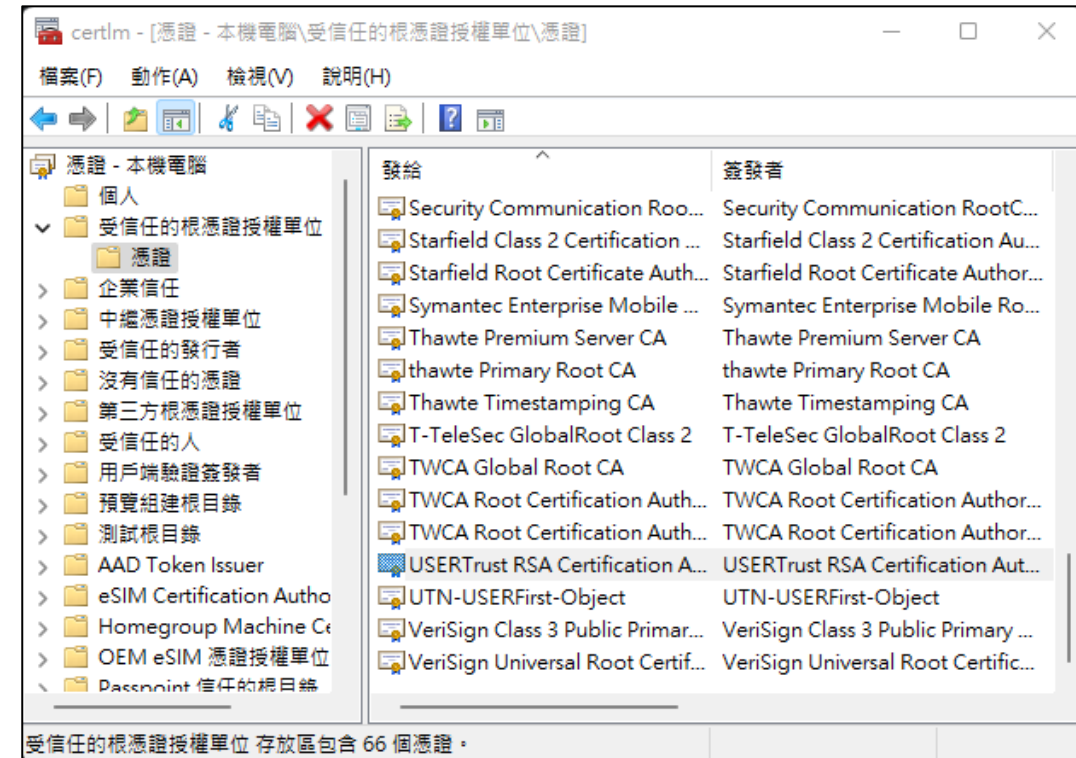 certlm - [憑證 - 本機電腦\受信任的根憑證授權單位\憑證]
檔案(F) 動作(A) 檢視(V) 說明(H)
憑證 - 本機電腦
個人
受信任的根憑證授權單位
憑證
企業信任
中繼憑證授權單位
受信任的發行者
沒有信任的憑證
第三方根憑證授權單位
受信任的人
用戶端驗證簽發者
預覽組建根目錄
測試根目錄
AAD Token Issuer
eSIM Certification Autho
Homegroup Machine Ce
OEM eSIM 憑證授權單位
Passpoint 信任的根目錄
發給 簽發者
Security Communication Roo... Security Communication RootC...
Starfield Class 2 Certification ... Starfield Class 2 Certification Au...
Starfield Root Certificate Auth... Starfield Root Certificate Author...
Symantec Enterprise Mobile ... Symantec Enterprise Mobile Ro...
Thawte Premium Server CA Thawte Premium Server CA
thawte Primary Root CA thawte Primary Root CA
Thawte Timestamping CA Thawte Timestamping CA
T-TeleSec GlobalRoot Class 2 T-TeleSec GlobalRoot Class 2
TWCA Global Root CA TWCA Global Root CA
TWCA Root Certification Auth... TWCA Root Certification Author...
TWCA Root Certification Auth... TWCA Root Certification Author...
USERTrust RSA Certification A... USERTrust RSA Certification Aut...
UTN-USERFirst-Object UTN-USERFirst-Object
VeriSign Class 3 Public Primar... VeriSign Class 3 Public Primary ...
VeriSign Universal Root Certif... VeriSign Universal Root Certific...
受信任的根憑證授權單位 存放區包含 66 個憑證。